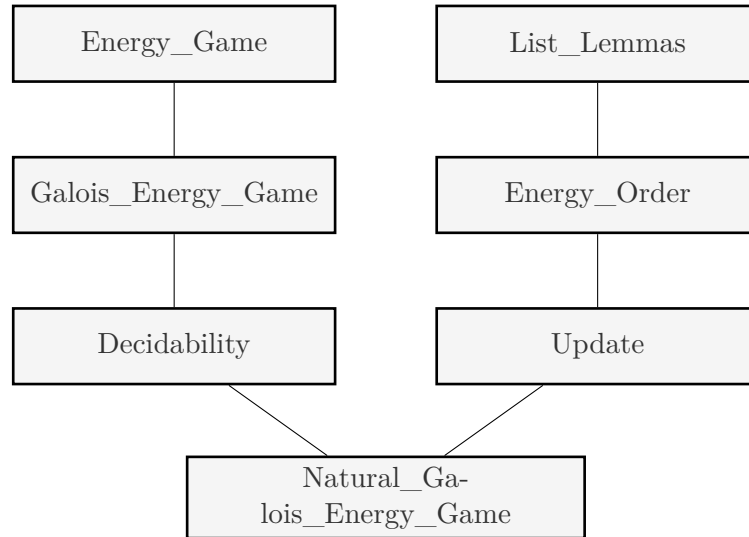 Energy_Game
List_Lemmas
Galois_Energy_Game
Energy_Order
Decidability
Update
Natural_Ga-
lois_Energy_Game